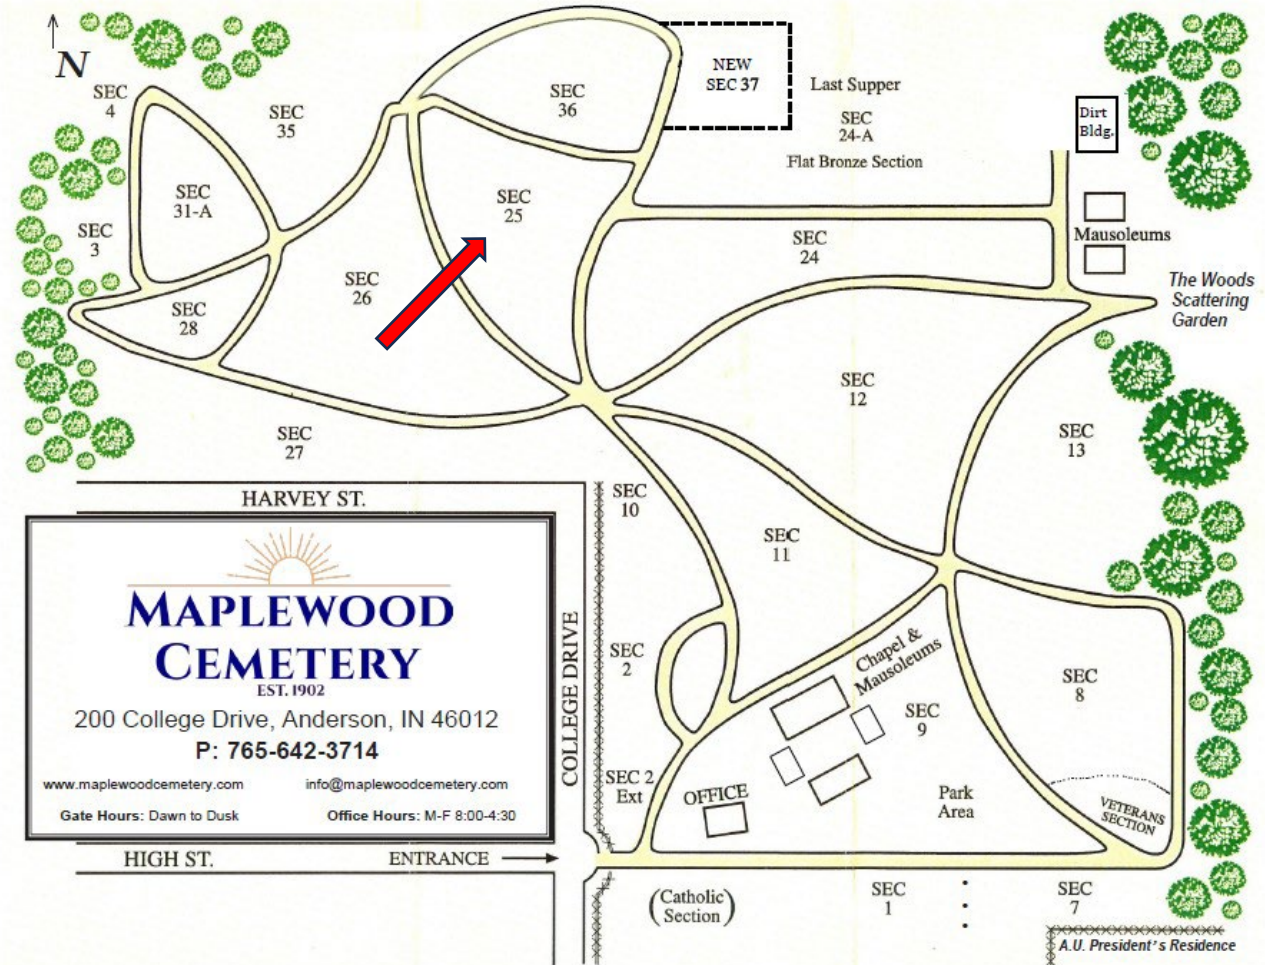 N
SEC
4
SEC
35
SEC
36
NEW
SEC 37
Last Supper
SEC
24-A
Flat Bronze Section
Dirt
Bldg.
SEC
31-A
SEC
3
SEC
25
SEC
24
Mausoleums
SEC
26
SEC
28
The Woods
Scattering
Garden
SEC
12
SEC
13
SEC
27
HARVEY ST.
SEC
10
SEC
11
MAPLEWOOD
CEMETERY
EST. 1902
200 College Drive, Anderson, IN 46012
P: 765-642-3714
www.maplewoodcemetery.com info@maplewoodcemetery.com
Gate Hours: Dawn to Dusk Office Hours: M-F 8:00-4:30
COLLEGE DRIVE
SEC
2
Chapel &
Mausoleums
SEC
8
SEC
9
SEC 2
Ext
OFFICE
Park
Area
VETERANS
SECTION
HIGH ST.
ENTRANCE
(Catholic
Section)
SEC
1
SEC
7
A.U. President's Residence